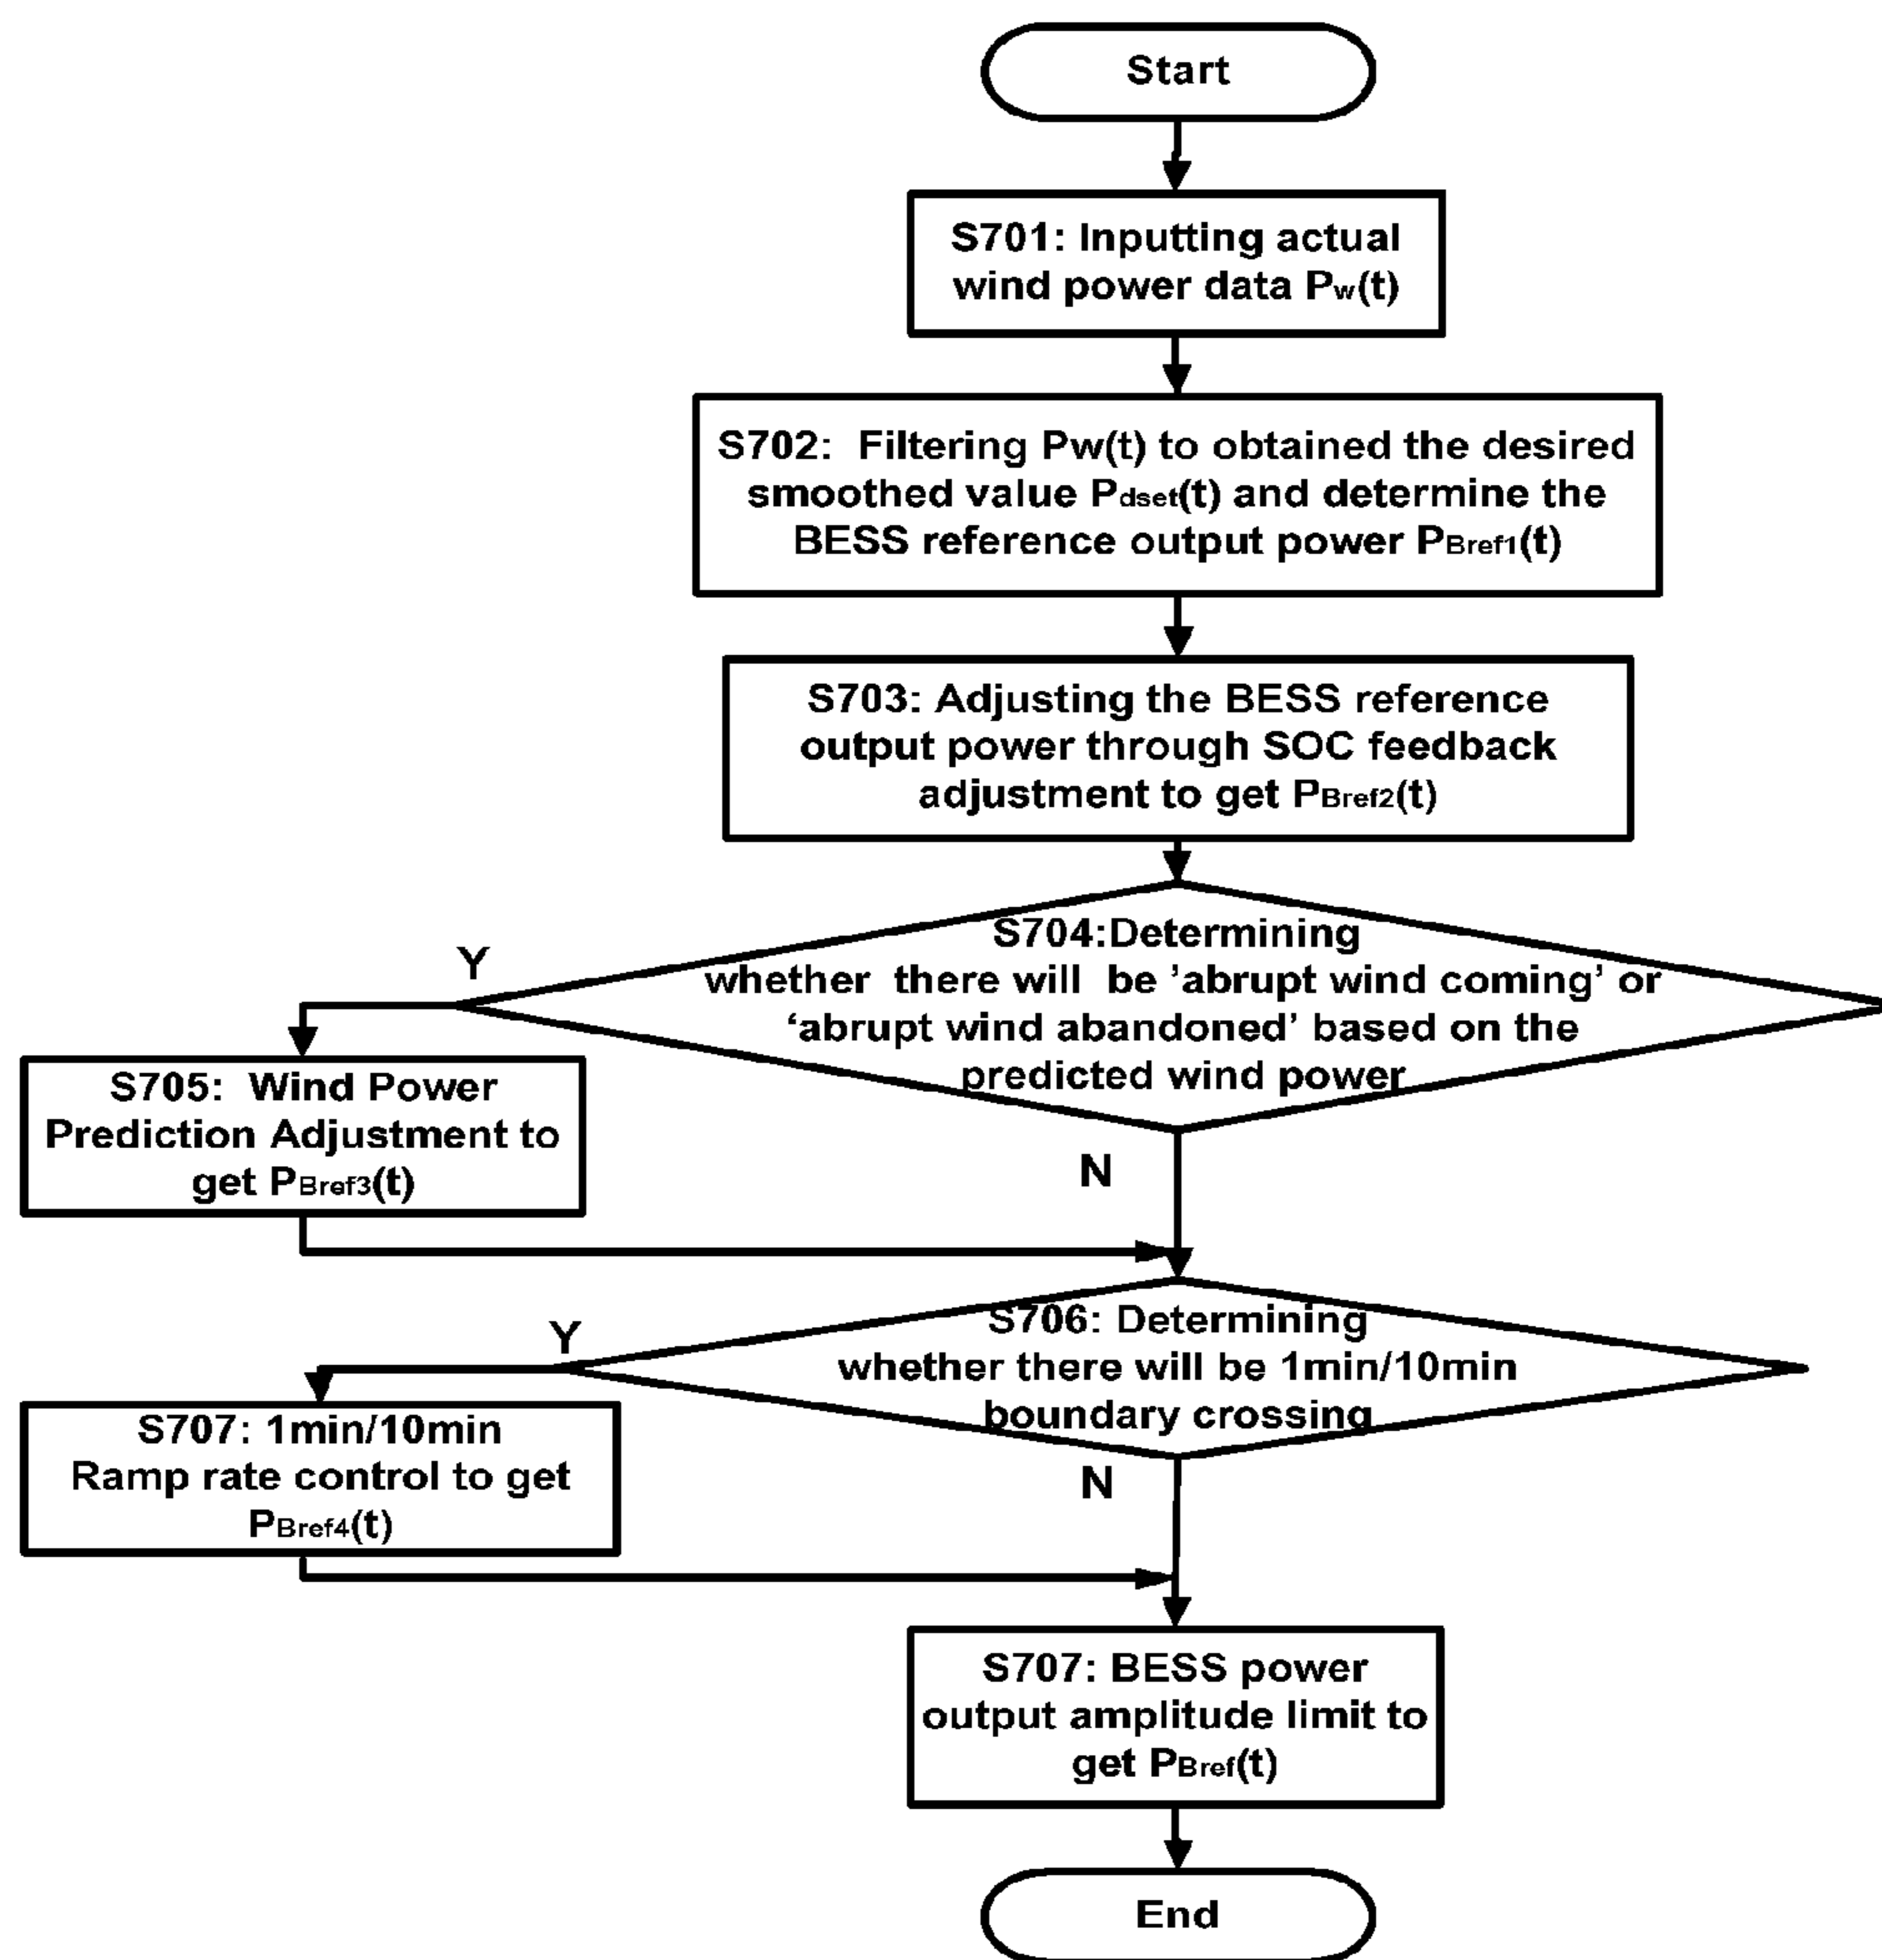 Start
S701: Inputting actual
wind power data Pw(t)
S702: Filtering Pw(t) to obtained the desired
smoothed value Pdset(t) and determine the
BESS reference output power PBref1(t)
S703: Adjusting the BESS reference
output power through SOC feedback
adjustment to get PBref2(t)
S704:Determining
whether there will be ’abrupt wind coming’ or
‘abrupt wind abandoned’ based on the
predicted wind power
Y
S705: Wind Power
Prediction Adjustment to
get PBref3(t)
N
S706: Determining
whether there will be 1min/10min
boundary crossing
Y
S707: 1min/10min
Ramp rate control to get
PBref4(t)
N
S707: BESS power
output amplitude limit to
get PBref(t)
End